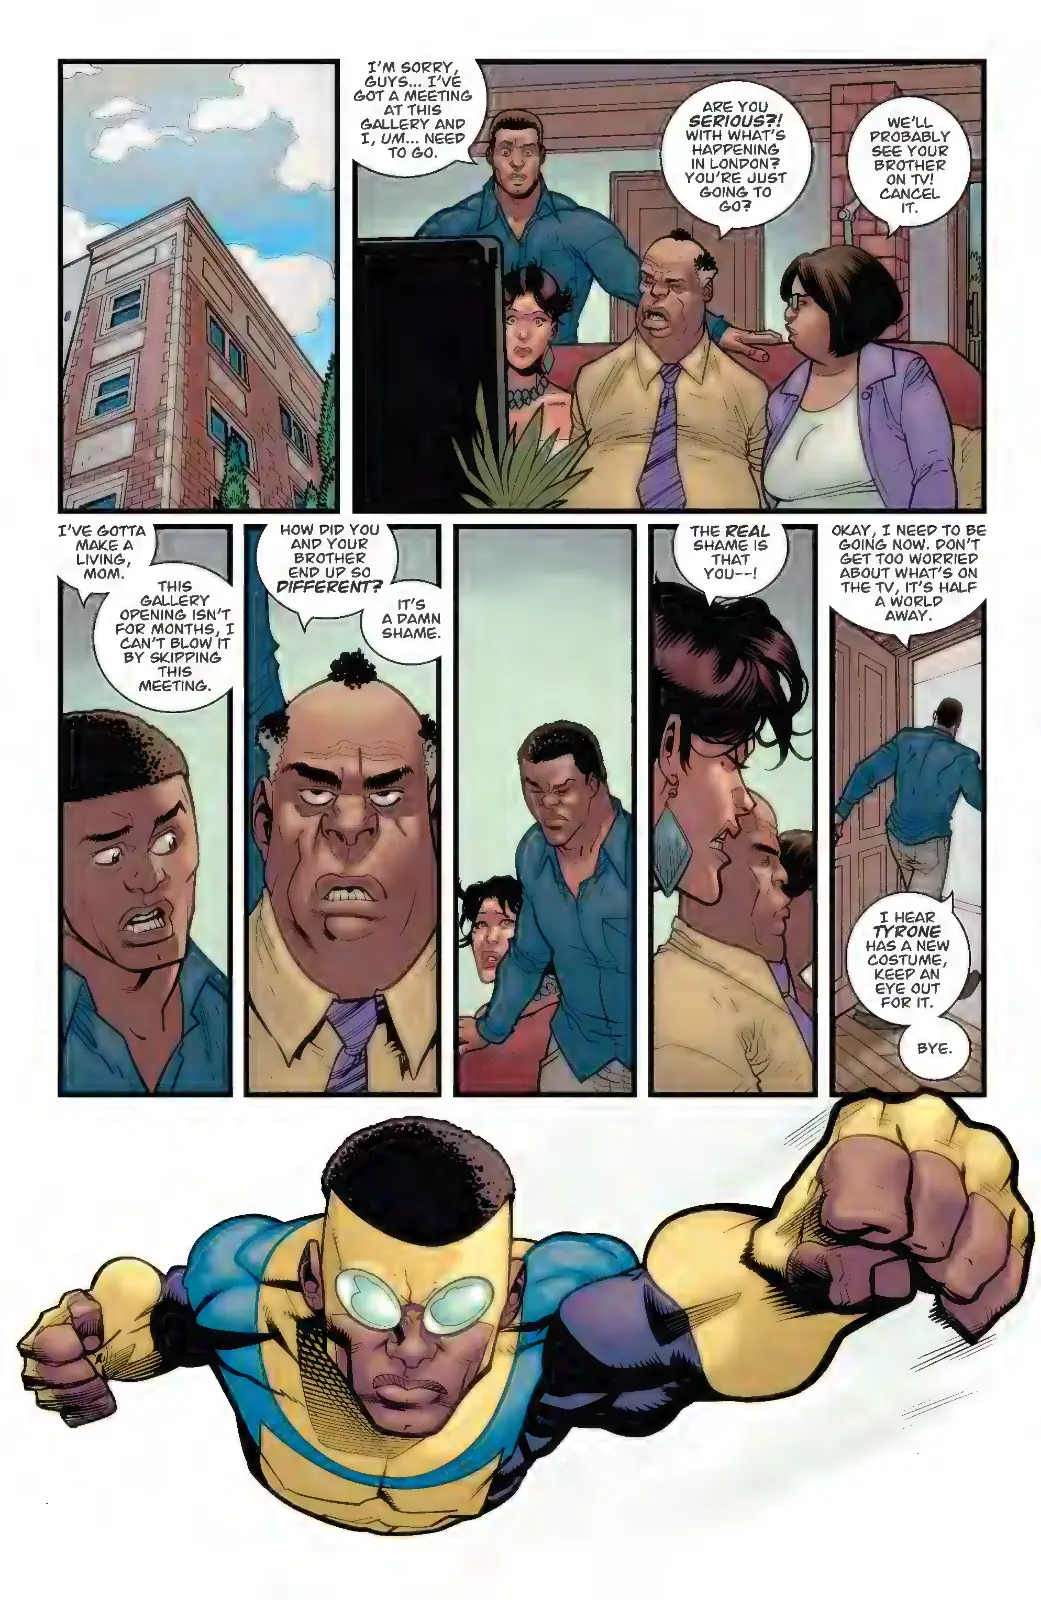 I'M SORRY,
GUYS... I'VE
GOT A MEETING
AT THIS
GALLERY AND
I, UM... NEED
TO GO.
ARE YOU
SERIOUS?!
WITH WHAT'S
HAPPENING
IN LONDON?
YOU'RE JUST
GOING TO
GO?
WE'LL
PROBABLY
SEE YOUR
BROTHER
ON TV!
CANCEL
IT.
I'VE GOTTA
MAKE A
LIVING,
MOM.
THIS
GALLERY
OPENING ISN'T
FOR MONTHS, I
CAN'T BLOW IT
BY SKIPPING
THIS
MEETING.
HOW DID YOU
AND YOUR
BROTHER
END UP SO
DIFFERENT?
IT'S
A DAMN
SHAME.
THE REAL
SHAME IS
THAT
YOU--!
OKAY, I NEED TO BE
GOING NOW. DON'T
GET TOO WORRIED
ABOUT WHAT'S ON
THE TV, IT'S HALF
A WORLD
AWAY.
I HEAR
TYRONE
HAS A NEW
COSTUME,
KEEP AN
EYE OUT
FOR IT.
BYE.